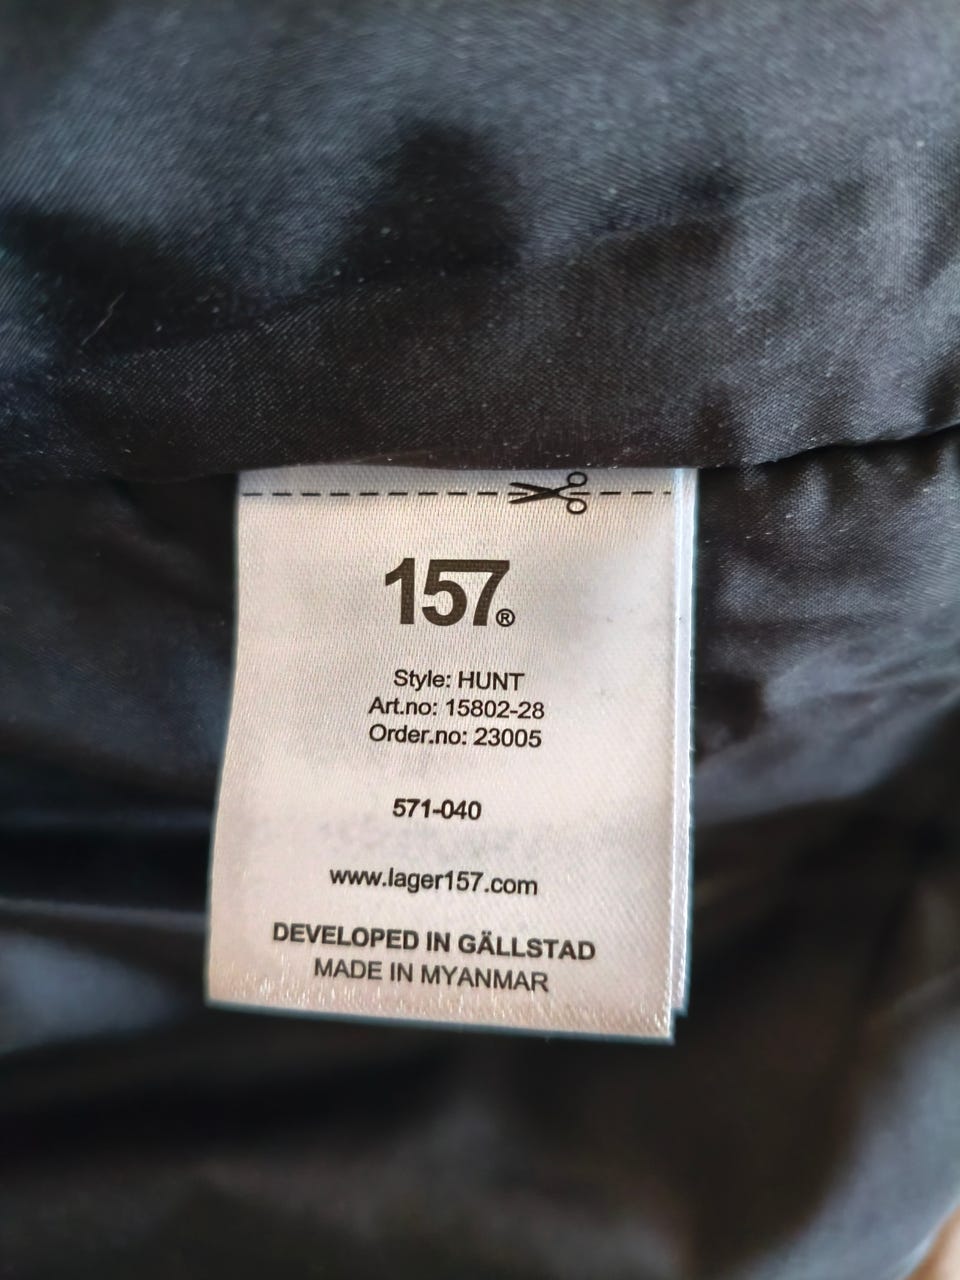 157®
Style: HUNT
Art.no: 15802-28
Order.no: 23005
571-040
www.lager157.com
DEVELOPED IN GÄLLSTAD
MADE IN MYANMAR